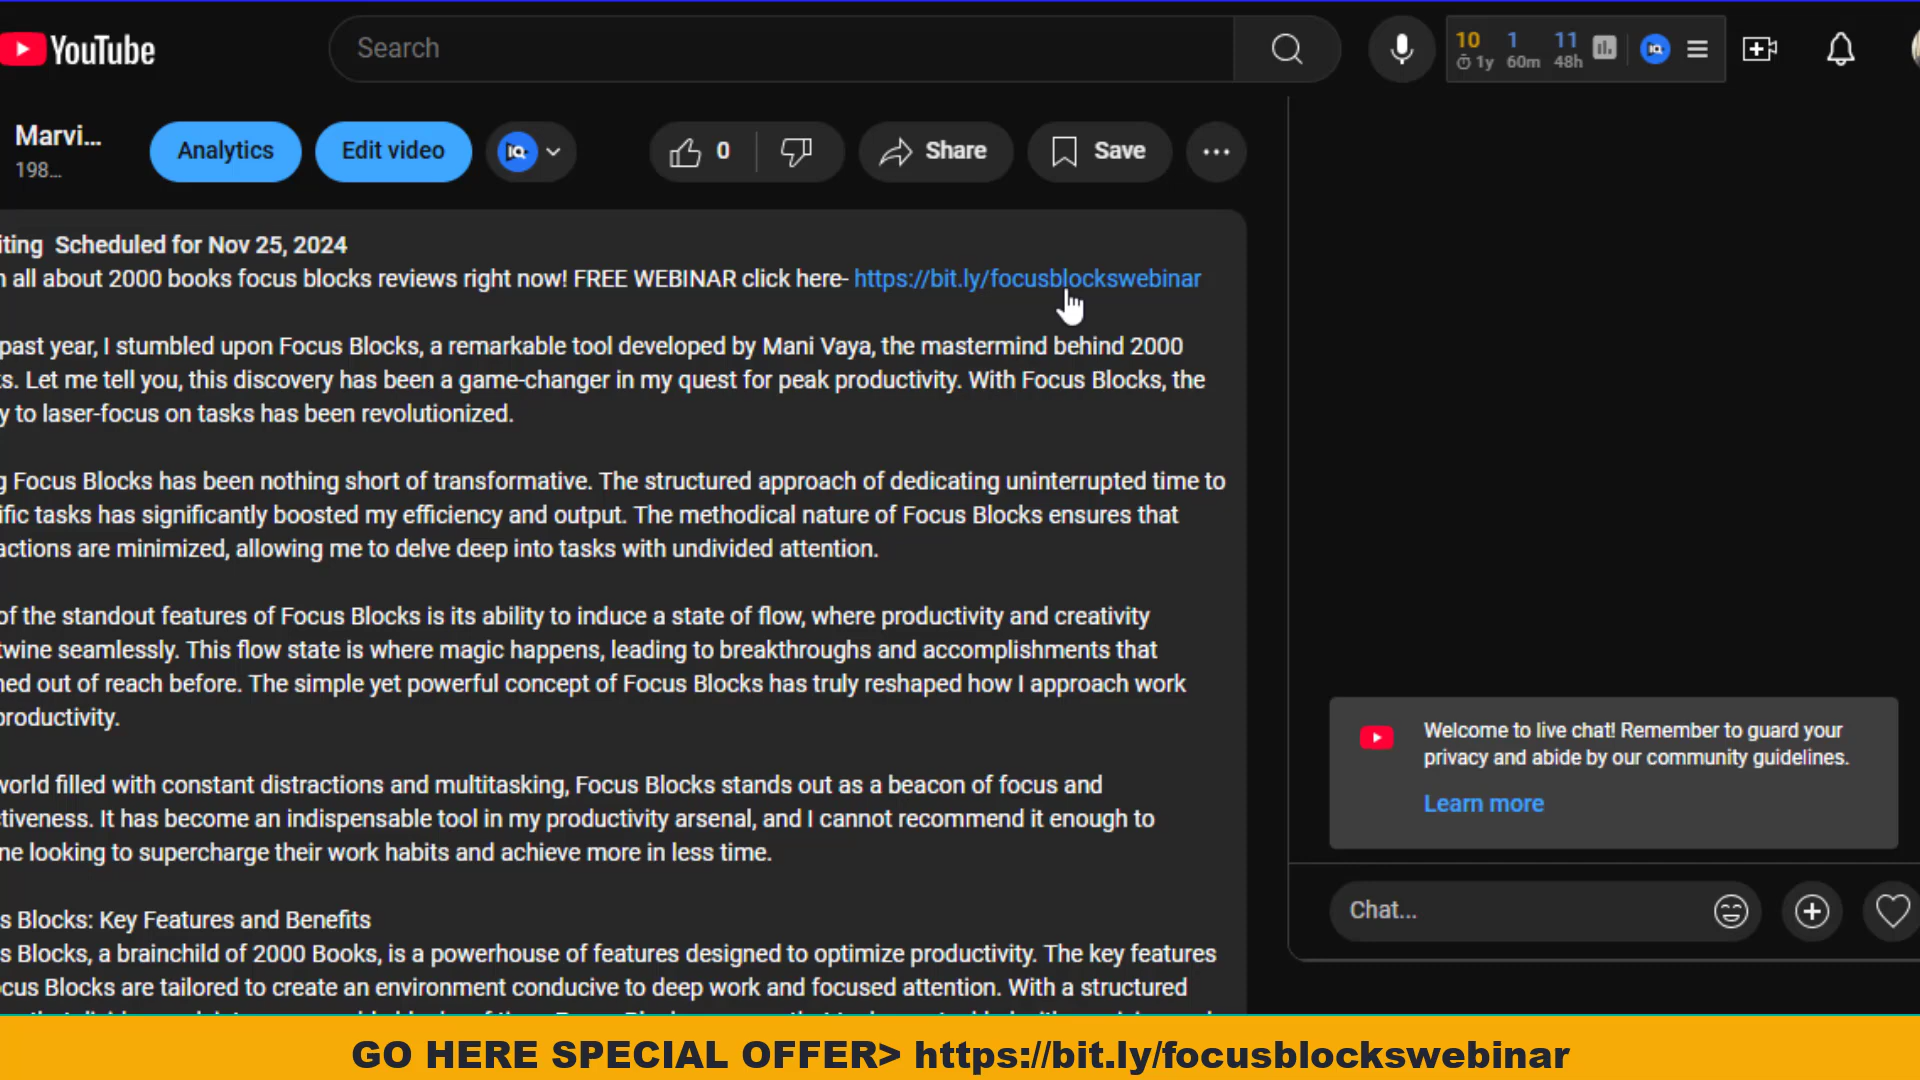 YouTube
Search
10 1 11
1y 60m 48h
Marvi...
198...
Analytics
Edit video
0
Share
Save
iting Scheduled for Nov 25, 2024
n all about 2000 books focus blocks reviews right now! FREE WEBINAR click here- https://bit.ly/focusblockswebinar
past year, I stumbled upon Focus Blocks, a remarkable tool developed by Mani Vaya, the mastermind behind 2000
s. Let me tell you, this discovery has been a game-changer in my quest for peak productivity. With Focus Blocks, the
y to laser-focus on tasks has been revolutionized.
g Focus Blocks has been nothing short of transformative. The structured approach of dedicating uninterrupted time to
ific tasks has significantly boosted my efficiency and output. The methodical nature of Focus Blocks ensures that
actions are minimized, allowing me to delve deep into tasks with undivided attention.
of the standout features of Focus Blocks is its ability to induce a state of flow, where productivity and creativity
twine seamlessly. This flow state is where magic happens, leading to breakthroughs and accomplishments that
ned out of reach before. The simple yet powerful concept of Focus Blocks has truly reshaped how I approach work
productivity.
world filled with constant distractions and multitasking, Focus Blocks stands out as a beacon of focus and
ctiveness. It has become an indispensable tool in my productivity arsenal, and I cannot recommend it enough to
ne looking to supercharge their work habits and achieve more in less time.
s Blocks: Key Features and Benefits
s Blocks, a brainchild of 2000 Books, is a powerhouse of features designed to optimize productivity. The key features
ocus Blocks are tailored to create an environment conducive to deep work and focused attention. With a structured
Welcome to live chat! Remember to guard your
privacy and abide by our community guidelines.
Learn more
Chat...
GO HERE SPECIAL OFFER> https://bit.ly/focusblockswebinar